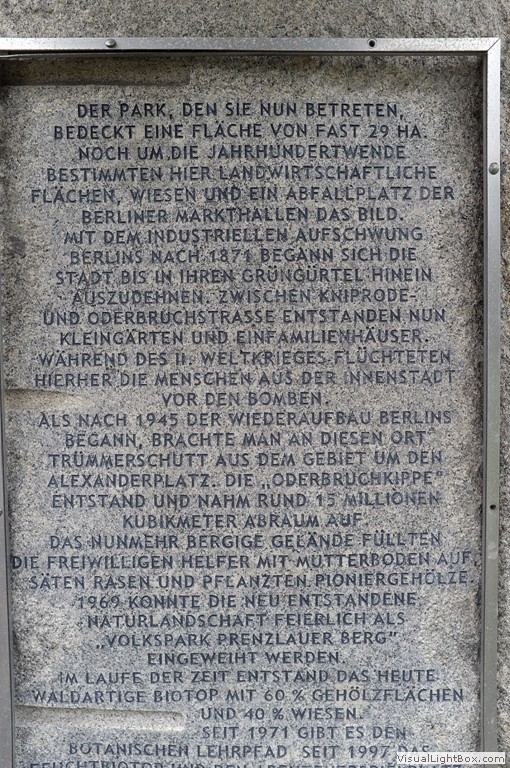 DER PARK, DEN SIE NUN BETRETEN,
BEDECKT EINE FLÄCHE VON FAST 29 HA.
NOCH UM DIE JAHRHUNDERTWENDE
BESTIMMTEN HIER LANDWIRTSCHAFTLICHE
FLÄCHEN, WIESEN UND EIN ABFALLPLATZ DER
BERLINER MARKTHALLEN DAS BILD.
MIT DEM INDUSTRIELLEN AUFSCHWUNG
BERLINS NACH 1871 BEGANN SICH DIE
STADT BIS IN IHREN GRÜNGÜRTEL HINEIN
AUSZUDEHNEN. ZWISCHEN KNIPRODE-
UND ODERBRUCHSTRASSE ENTSTANDEN NUN
KLEINGÄRTEN UND EINFAMILIENHÄUSER.
WÄHREND DES II. WELTKRIEGES FLÜCHTETEN
HIERHER DIE MENSCHEN AUS DER INNENSTADT
VOR DEN BOMBEN.
ALS NACH 1945 DER WIEDERAUFBAU BERLINS
BEGANN, BRACHTE MAN AN DIESEN ORT
TRÜMMERSCHUTT AUS DEM GEBIET UM DEN
ALEXANDERPLATZ. DIE „ODERBRUCHKIPPE"
ENTSTAND UND NAHM RUND 15 MILLIONEN
KUBIKMETER ABRAUM AUF.
DAS NUNMEHR BERGIGE GELÄNDE FÜLLTEN
DIE FREIWILLIGEN HELFER MIT MUTTERBODEN AUF,
SÄTEN RASEN UND PFLANZTEN PIONIERGEHÖLZE.
1969 KONNTE DIE NEU ENTSTANDENE
NATURLANDSCHAFT FEIERLICH ALS
„VOLKSPARK PRENZLAUER BERG"
EINGEWEIHT WERDEN.
IM LAUFE DER ZEIT ENTSTAND DAS HEUTE
WALDARTIGE BIOTOP MIT 60 % GEHÖLZFLÄCHEN
UND 40 % WIESEN.
SEIT 1971 GIBT ES DEN
BOTANISCHEN LEHRPFAD SEIT 1997 DAS
FEUCHTBIOTOP
VisualLightBox.com